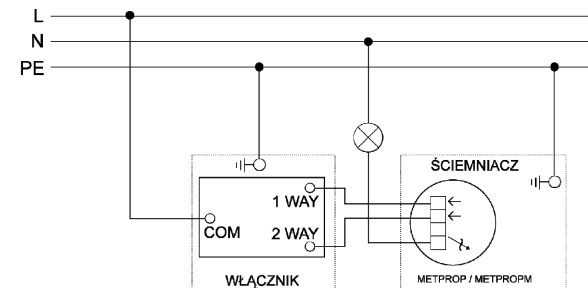 L
N
PE
ŚCIEMNIACZ
1 WAY
COM
2 WAY
WŁĄCZNIK
METPROP / METPROPM